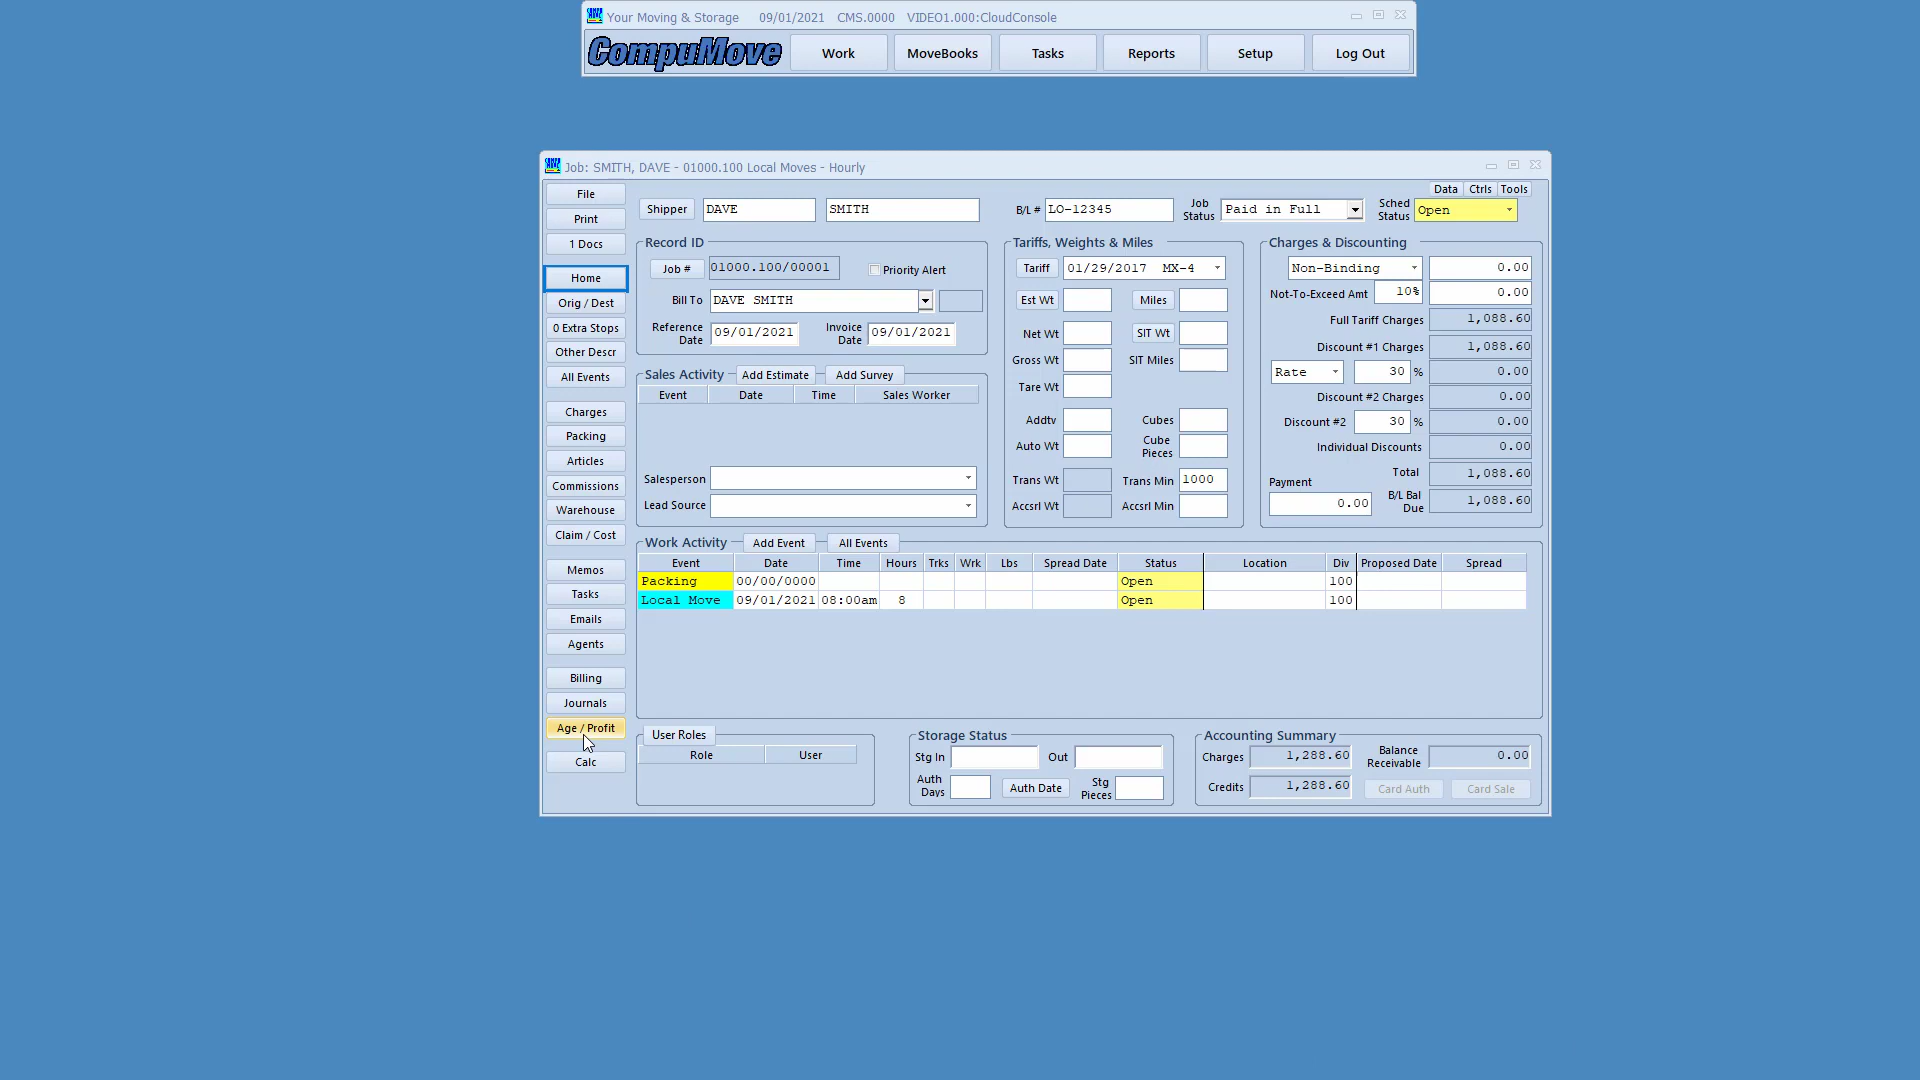 Your Moving & Storage 09/01/2021 CMS.0000 VIDEO1.000:CloudConsole
CompuMove Work MoveBooks Tasks Reports Setup Log Out
Job: SMITH, DAVE - 01000.100 Local Moves - Hourly
File
Print
1 Docs
Home
Orig / Dest
0 Extra Stops
Other Descr
All Events
Charges
Packing
Articles
Commissions
Warehouse
Claim / Cost
Memos
Tasks
Emails
Agents
Billing
Journals
Age / Profit
Calc
Data Ctrls Tools
Shipper DAVE SMITH B/L # LO-12345 Job Status Paid in Full Sched Status Open
Record ID
Job # 01000.100/00001 Priority Alert
Bill To DAVE SMITH
Reference Date 09/01/2021 Invoice Date 09/01/2021
Sales Activity Add Estimate Add Survey
Event Date Time Sales Worker
Salesperson
Lead Source
Tariffs, Weights & Miles
Tariff 01/29/2017 MX-4
Est Wt Miles
Net Wt SIT Wt
Gross Wt SIT Miles
Tare Wt
Addtv Cubes
Auto Wt Cube Pieces
Trans Wt Trans Min 1000
Accsrl Wt Accsrl Min
Charges & Discounting
Non-Binding 0.00
Not-To-Exceed Amt 10% 0.00
Full Tariff Charges 1,088.60
Discount #1 Charges 1,088.60
Rate 30 % 0.00
Discount #2 Charges 0.00
Discount #2 30 % 0.00
Individual Discounts 0.00
Total 1,088.60
Payment 0.00 B/L Bal Due 1,088.60
Work Activity Add Event All Events
Event Date Time Hours Trks Wrk Lbs Spread Date Status Location Div Proposed Date Spread
Packing 00/00/0000 Open 100
Local Move 09/01/2021 08:00am 8 Open 100
User Roles
Role User
Storage Status
Stg In Out
Auth Days Auth Date Stg Pieces
Accounting Summary
Charges 1,288.60 Balance Receivable 0.00
Credits 1,288.60 Card Auth Card Sale